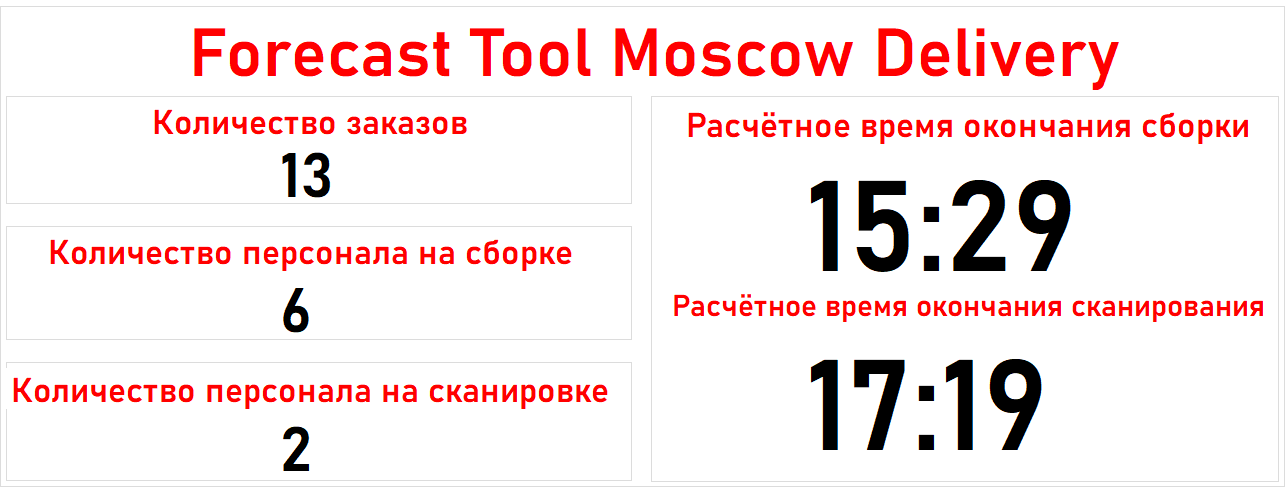 Forecast Tool Moscow Delivery
Количество заказов
13
Количество персонала на сборке
6
Количество персонала на сканировке
2
Расчётное время окончания сборки
15:29
Расчётное время окончания сканирования
17:19